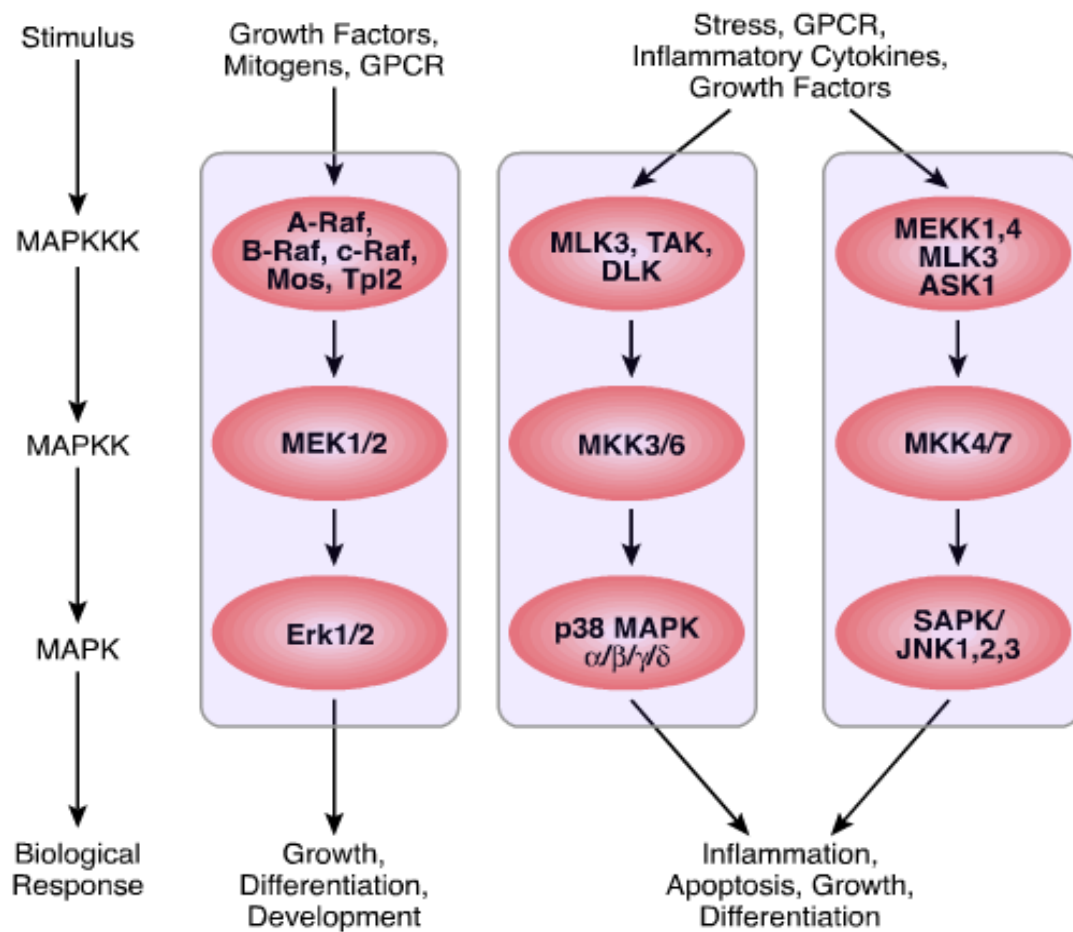 Stimulus
Growth Factors,
Mitogens, GPCR
Stress, GPCR,
Inflammatory Cytokines,
Growth Factors
MAPKKK
A-Raf,
B-Raf, c-Raf,
Mos, Tpl2
MLK3, TAK,
DLK
MEKK1,4
MLK3
ASK1
MAPKK
MEK1/2
MKK3/6
MKK4/7
MAPK
Erk1/2
p38 MAPK
α/β/γ/δ
SAPK/
JNK1,2,3
Biological
Response
Growth,
Differentiation,
Development
Inflammation,
Apoptosis, Growth,
Differentiation